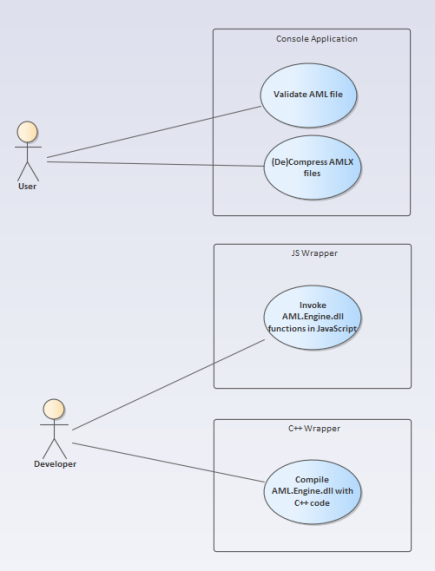 Console Application
Validate AML file
(De)Compress AMLX
files
User
JS Wrapper
Invoke
AML.Engine.dll
functions in JavaScript
C++ Wrapper
Developer
Compile
AML.Engine.dll with
C++ code